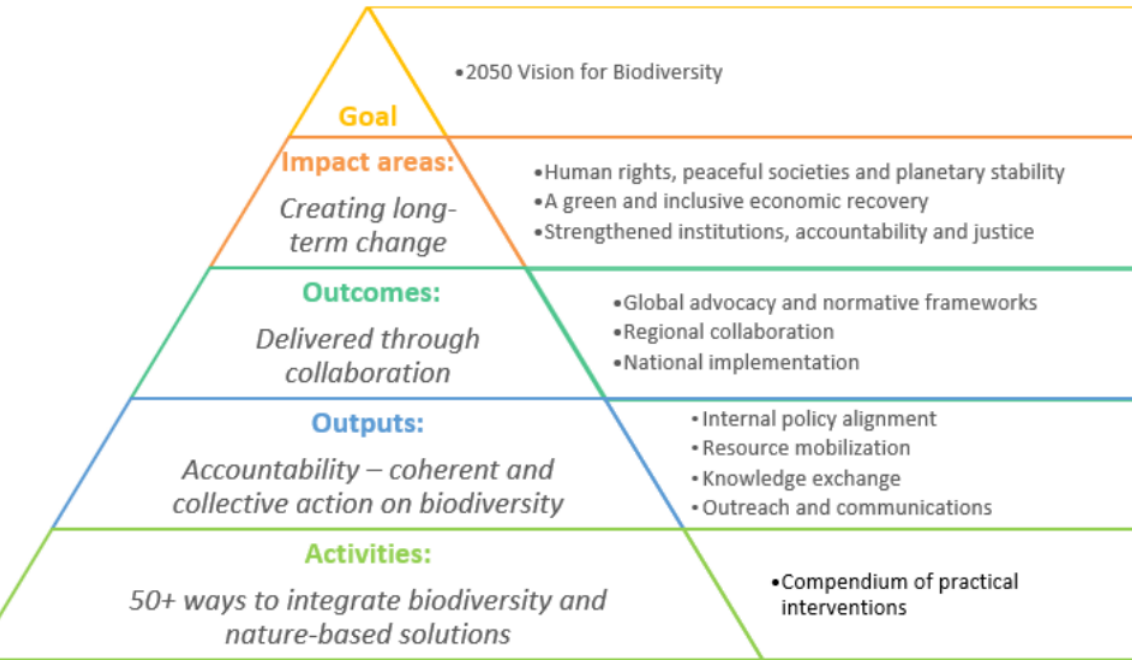 •2050 Vision for Biodiversity
Goal
Impact areas:
Creating long-
term change
•Human rights, peaceful societies and planetary stability
•A green and inclusive economic recovery
•Strengthened institutions, accountability and justice
Outcomes:
Delivered through
collaboration
•Global advocacy and normative frameworks
•Regional collaboration
•National implementation
Outputs:
Accountability – coherent and
collective action on biodiversity
•Internal policy alignment
•Resource mobilization
•Knowledge exchange
•Outreach and communications
Activities:
50+ ways to integrate biodiversity and
nature-based solutions
•Compendium of practical
interventions